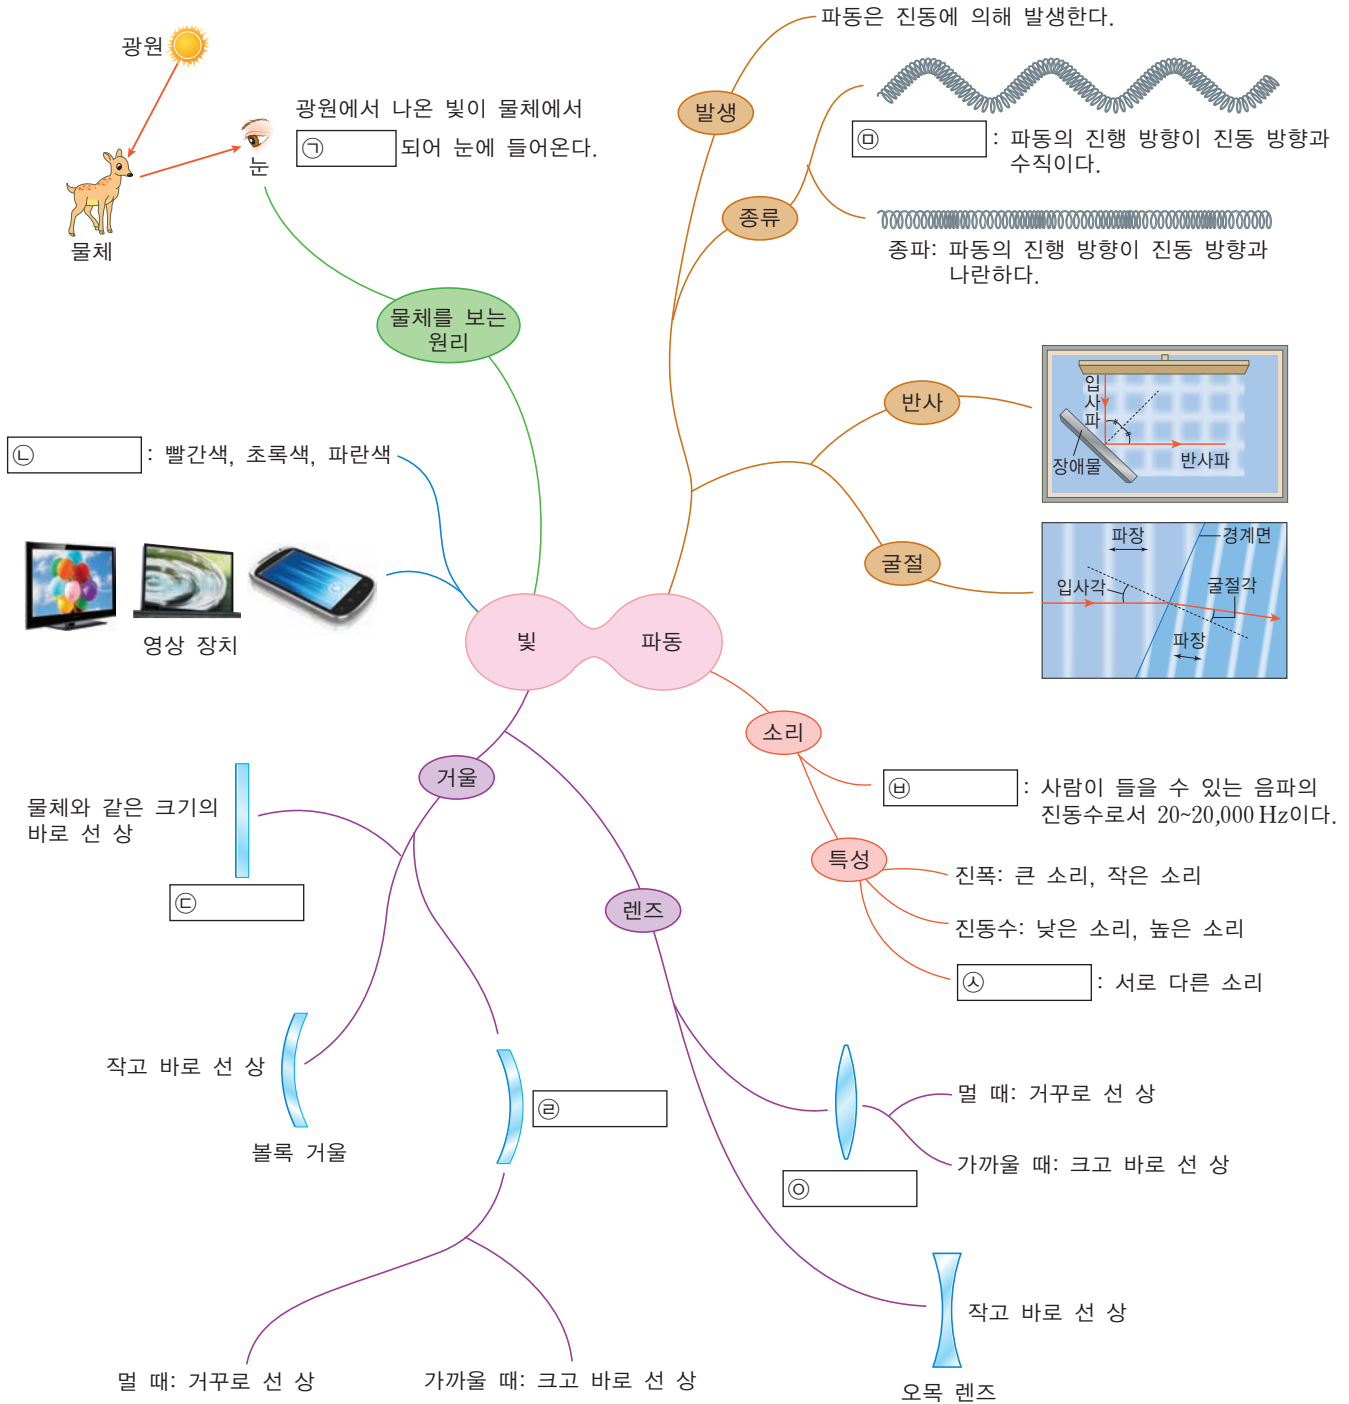 광원
물체
눈
광원에서 나온 빛이 물체에서
㉠ 되어 눈에 들어온다.
물체를 보는
원리
㉡ : 빨간색, 초록색, 파란색
영상 장치
빛
파동
발생
파동은 진동에 의해 발생한다.
종류
㉤ : 파동의 진행 방향이 진동 방향과
수직이다.
종파: 파동의 진행 방향이 진동 방향과
나란하다.
반사
입사파
장애물
반사파
굴절
파장
경계면
입사각
굴절각
파장
소리
㉥ : 사람이 들을 수 있는 음파의
진동수로서 20~20,000 Hz이다.
특성
진폭: 큰 소리, 작은 소리
진동수: 낮은 소리, 높은 소리
㉦ : 서로 다른 소리
거울
물체와 같은 크기의
바로 선 상
㉢
작고 바로 선 상
볼록 거울
㉣
멀 때: 거꾸로 선 상
가까울 때: 크고 바로 선 상
렌즈
㉧
멀 때: 거꾸로 선 상
가까울 때: 크고 바로 선 상
작고 바로 선 상
오목 렌즈